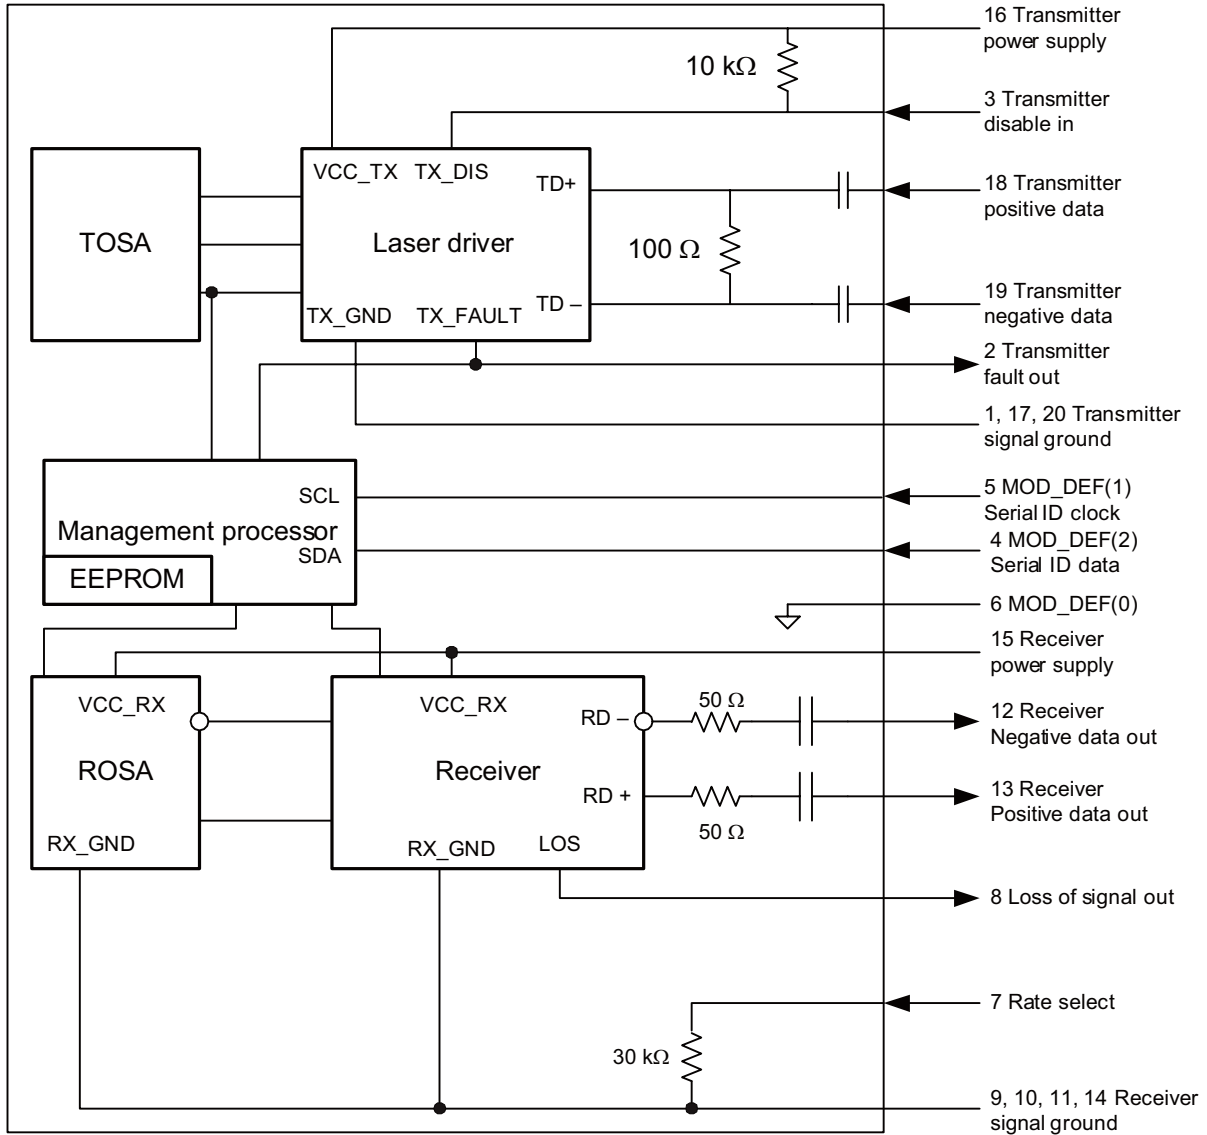 16 Transmitter
power supply
10 kΩ
3 Transmitter
disable in
VCC_TX TX_DIS
TD+
18 Transmitter
positive data
TOSA
Laser driver
100 Ω
TX_GND TX_FAULT
TD –
19 Transmitter
negative data
2 Transmitter
fault out
1, 17, 20 Transmitter
signal ground
SCL
5 MOD_DEF(1)
Serial ID clock
Management processor
SDA
4 MOD_DEF(2)
Serial ID data
EEPROM
6 MOD_DEF(0)
15 Receiver
power supply
VCC_RX
VCC_RX
RD –
50 Ω
12 Receiver
Negative data out
ROSA
Receiver
RD +
50 Ω
13 Receiver
Positive data out
RX_GND
RX_GND
LOS
8 Loss of signal out
7 Rate select
30 kΩ
9, 10, 11, 14 Receiver
signal ground